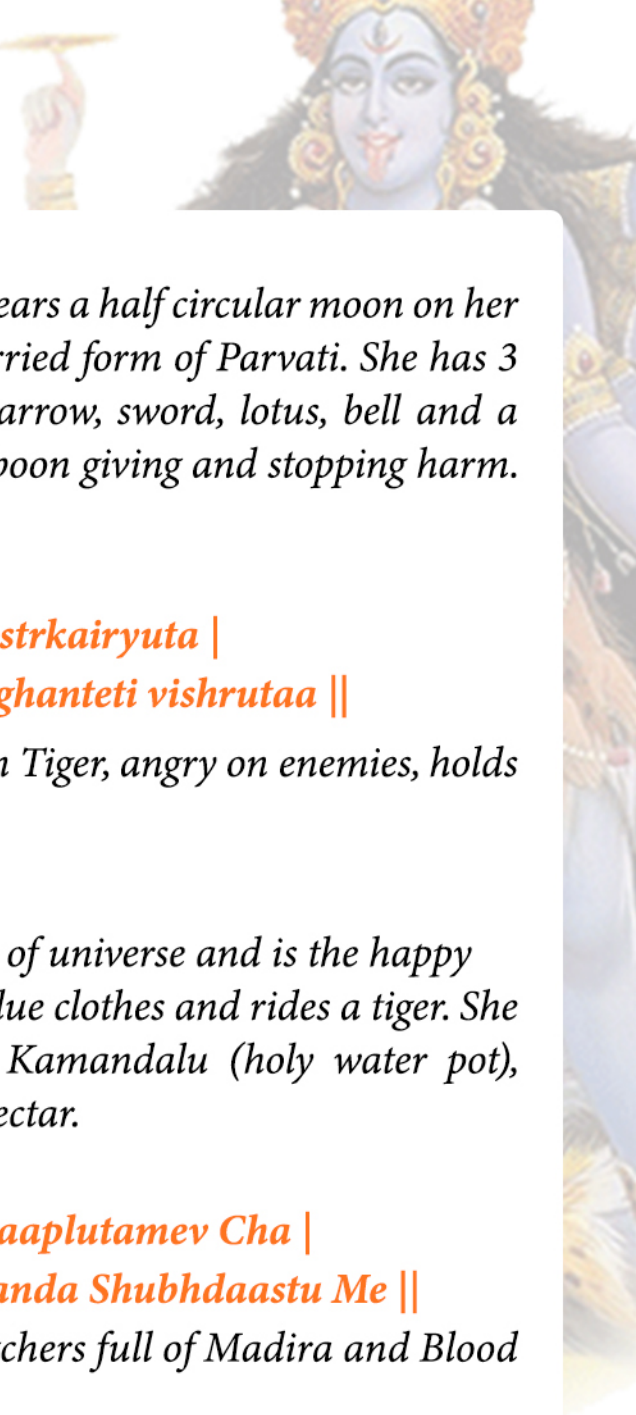 ears a half circular moon on her
rried form of Parvati. She has 3
arrow, sword, lotus, bell and a
boon giving and stopping harm.
strkairyuta |
ghanteti vishrutaa ||
n Tiger, angry on enemies, holds
of universe and is the happy
lue clothes and rides a tiger. She
Kamandalu (holy water pot),
ectar.
aaplutamev Cha |
anda Shubhdaastu Me ||
chers full of Madira and Blood